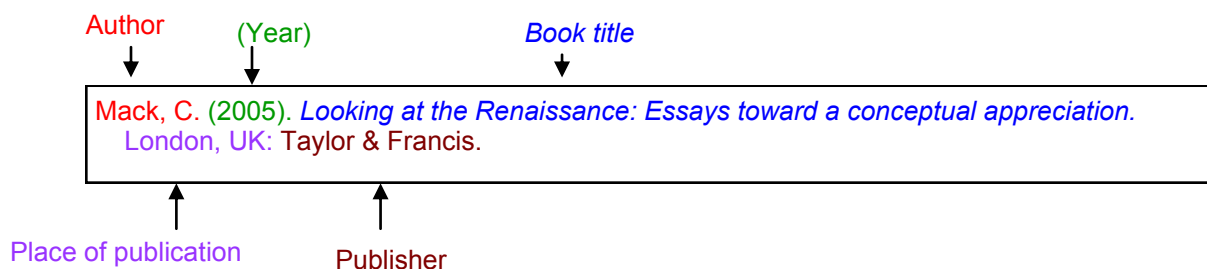 Author (Year) Book title
Mack, C. (2005). Looking at the Renaissance: Essays toward a conceptual appreciation.
London, UK: Taylor & Francis.
Place of publication Publisher